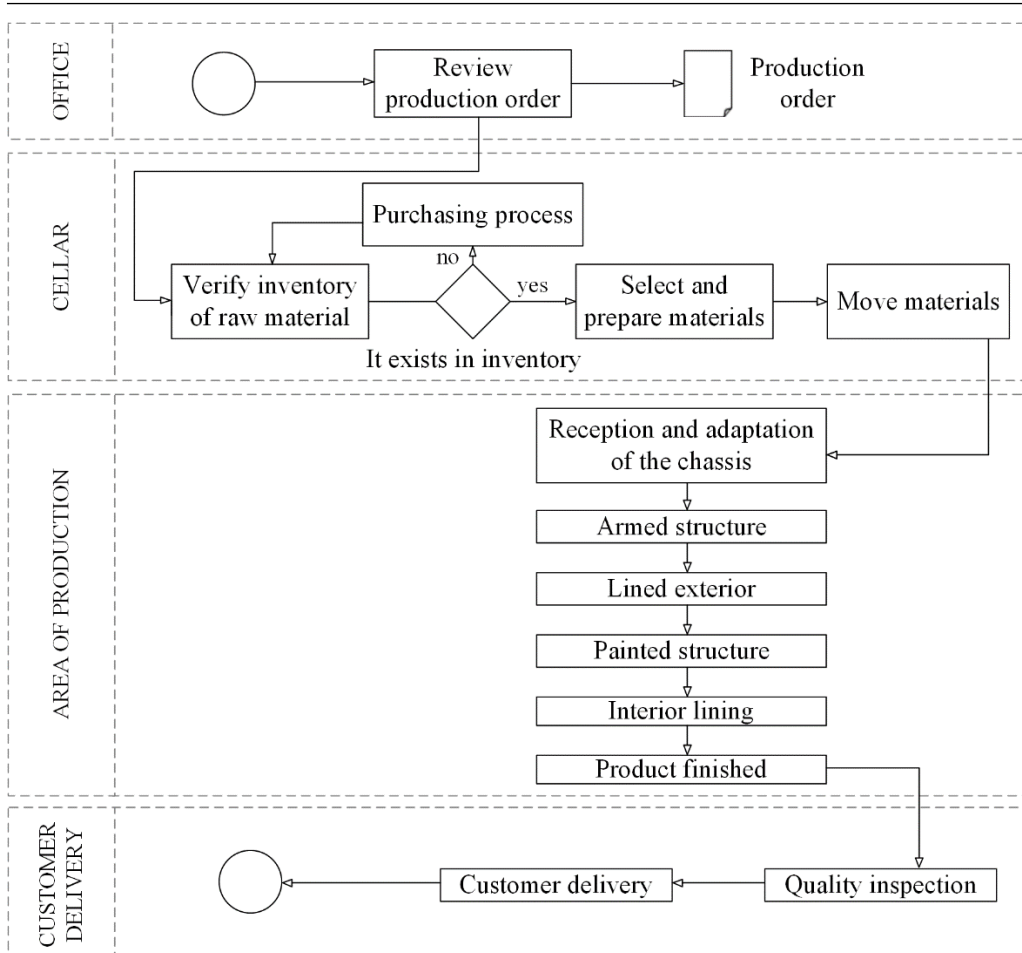 OFFICE
Review
production order
Production
order
CELLAR
Purchasing process
no
Verify inventory
of raw material
yes
Select and
prepare materials
Move materials
It exists in inventory
AREA OF PRODUCTION
Reception and adaptation
of the chassis
Armed structure
Lined exterior
Painted structure
Interior lining
Product finished
CUSTOMER
DELIVERY
Customer delivery
Quality inspection